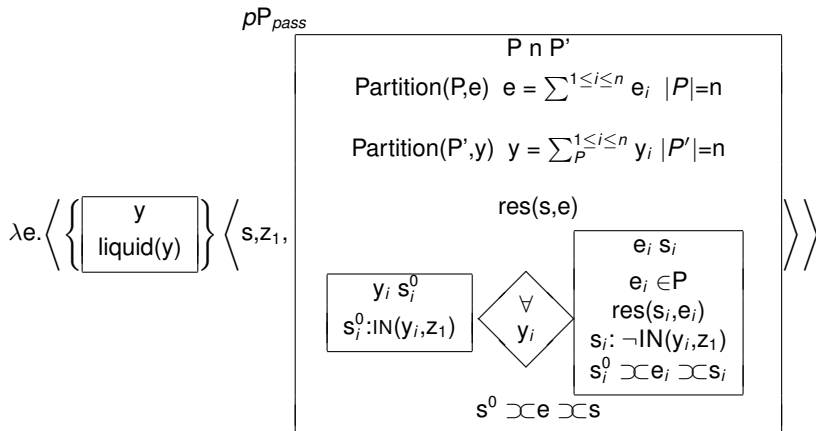 pP_pass
P n P'
Partition(P,e) e = ∑^{1≤i≤n} e_i |P|=n
Partition(P',y) y = ∑_P^{1≤i≤n} y_i |P'|=n
res(s,e)
λe.⟨{ y
liquid(y) }⟨ s,z_1, ⟩⟩
y_i s_i^0
s_i^0:IN(y_i,z_1)
∀
y_i
e_i s_i
e_i ∈P
res(s_i,e_i)
s_i: ¬IN(y_i,z_1)
s_i^0 ⊃⊂e_i ⊃⊂s_i
s^0 ⊃⊂e ⊃⊂s